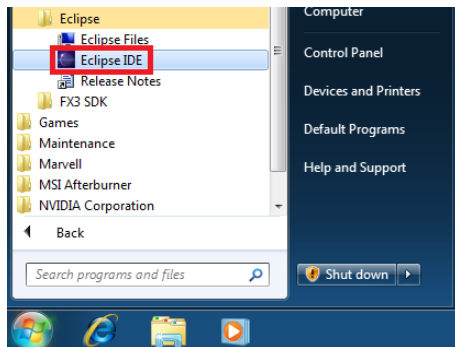 Eclipse
Eclipse Files
Eclipse IDE
Release Notes
FX3 SDK
Games
Maintenance
Marvell
MSI Afterburner
NVIDIA Corporation
Back
Search programs and files
Computer
Control Panel
Devices and Printers
Default Programs
Help and Support
Shut down